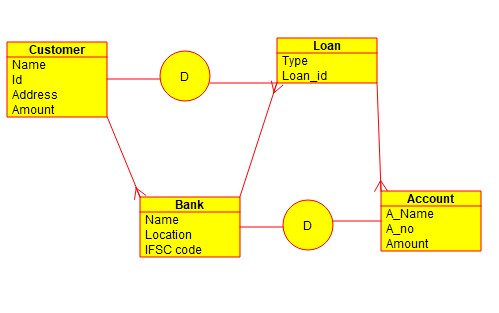 Customer
Name
Id
Address
Amount
D
Loan
Type
Loan_id
Bank
Name
Location
IFSC code
D
Account
A_Name
A_no
Amount